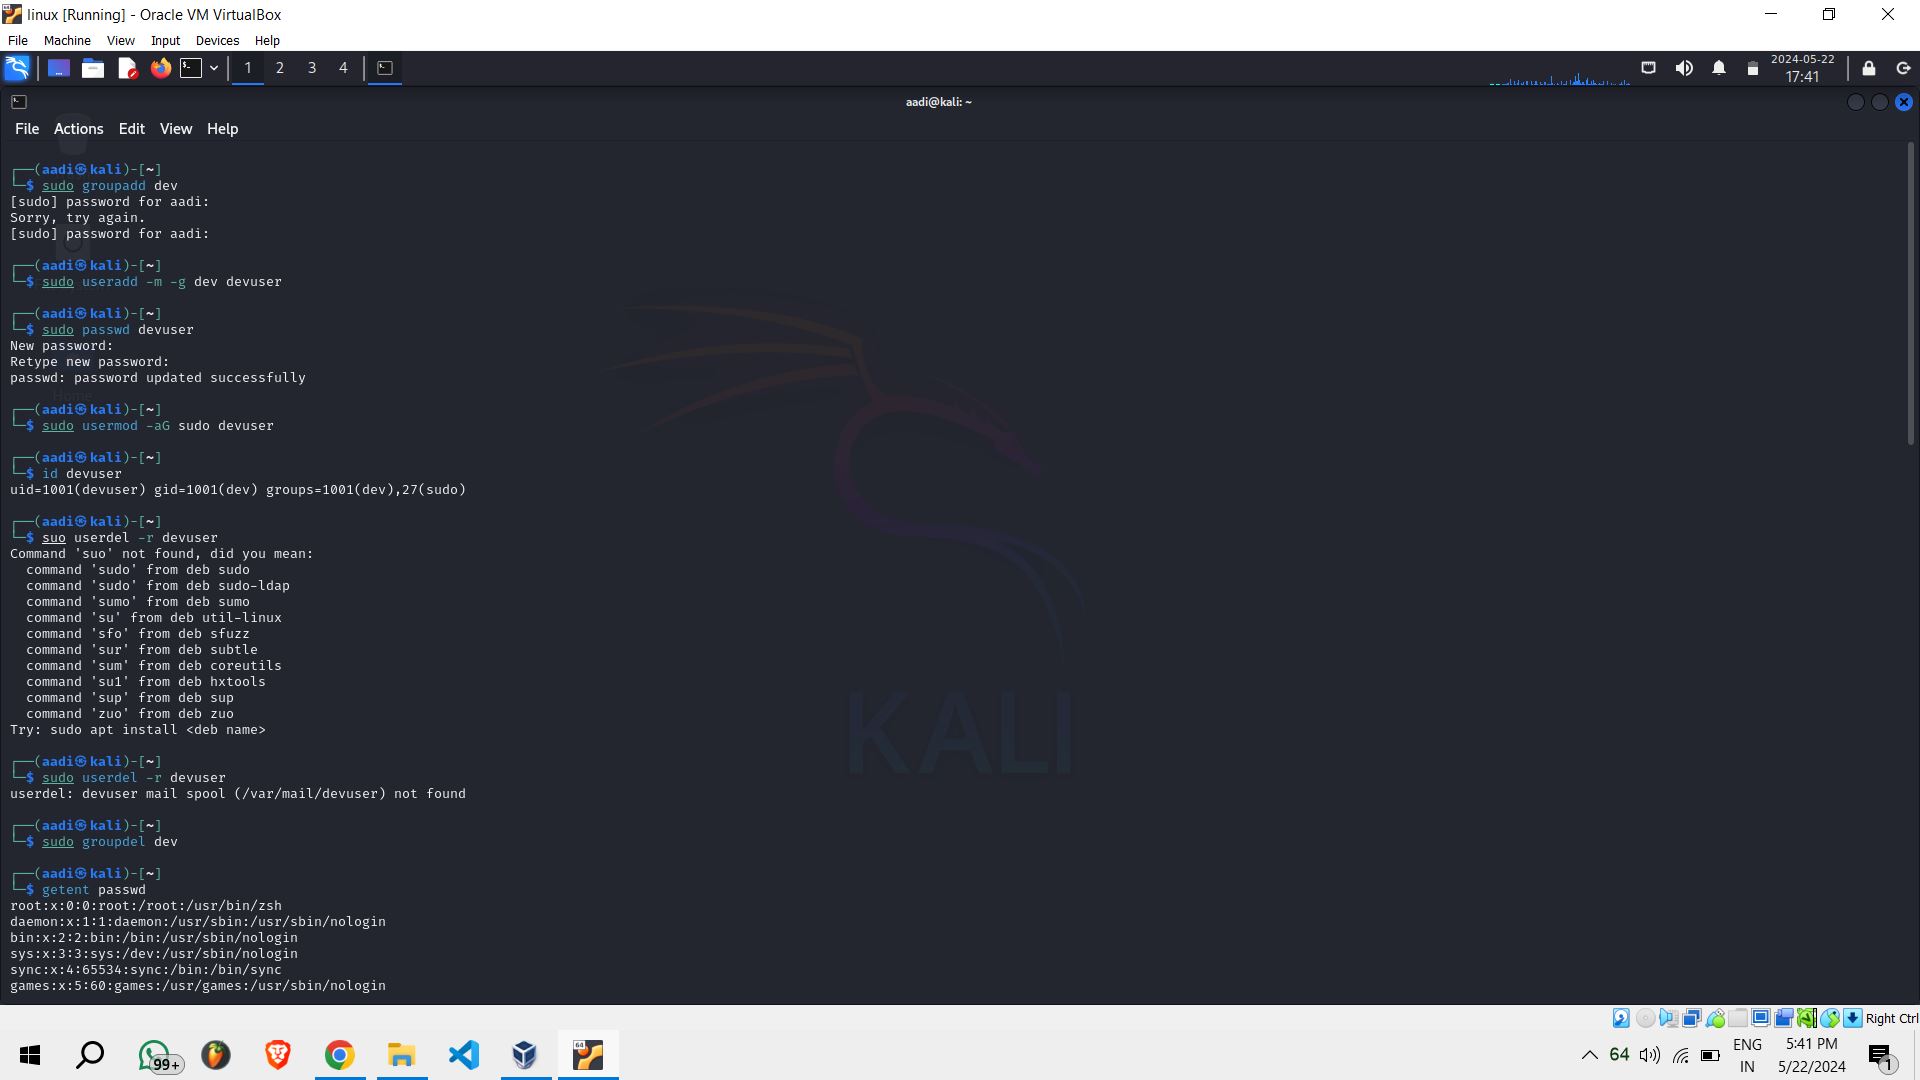 linux [Running] - Oracle VM VirtualBox
File Machine View Input Devices Help
1 2 3 4
2024-05-22
17:41
aadi@kali: ~
File Actions Edit View Help
┌──(aadi㉿kali)-[~]
└─$ sudo groupadd dev
[sudo] password for aadi:
Sorry, try again.
[sudo] password for aadi:
┌──(aadi㉿kali)-[~]
└─$ sudo useradd -m -g dev devuser
┌──(aadi㉿kali)-[~]
└─$ sudo passwd devuser
New password:
Retype new password:
passwd: password updated successfully
Home
┌──(aadi㉿kali)-[~]
└─$ sudo usermod -aG sudo devuser
┌──(aadi㉿kali)-[~]
└─$ id devuser
uid=1001(devuser) gid=1001(dev) groups=1001(dev),27(sudo)
┌──(aadi㉿kali)-[~]
└─$ suo userdel -r devuser
Command 'suo' not found, did you mean:
  command 'sudo' from deb sudo
  command 'sudo' from deb sudo-ldap
  command 'sumo' from deb sumo
  command 'su' from deb util-linux
  command 'sfo' from deb sfuzz
  command 'sur' from deb subtle
  command 'sum' from deb coreutils
  command 'su1' from deb hxtools
  command 'sup' from deb sup
  command 'zuo' from deb zuo
Try: sudo apt install <deb name>
KALI
┌──(aadi㉿kali)-[~]
└─$ sudo userdel -r devuser
userdel: devuser mail spool (/var/mail/devuser) not found
┌──(aadi㉿kali)-[~]
└─$ sudo groupdel dev
┌──(aadi㉿kali)-[~]
└─$ getent passwd
root:x:0:0:root:/root:/usr/bin/zsh
daemon:x:1:1:daemon:/usr/sbin:/usr/sbin/nologin
bin:x:2:2:bin:/bin:/usr/sbin/nologin
sys:x:3:3:sys:/dev:/usr/sbin/nologin
sync:x:4:65534:sync:/bin:/bin/sync
games:x:5:60:games:/usr/games:/usr/sbin/nologin
Right Ctrl
99+
64
64
ENG
IN
5:41 PM
5/22/2024
1